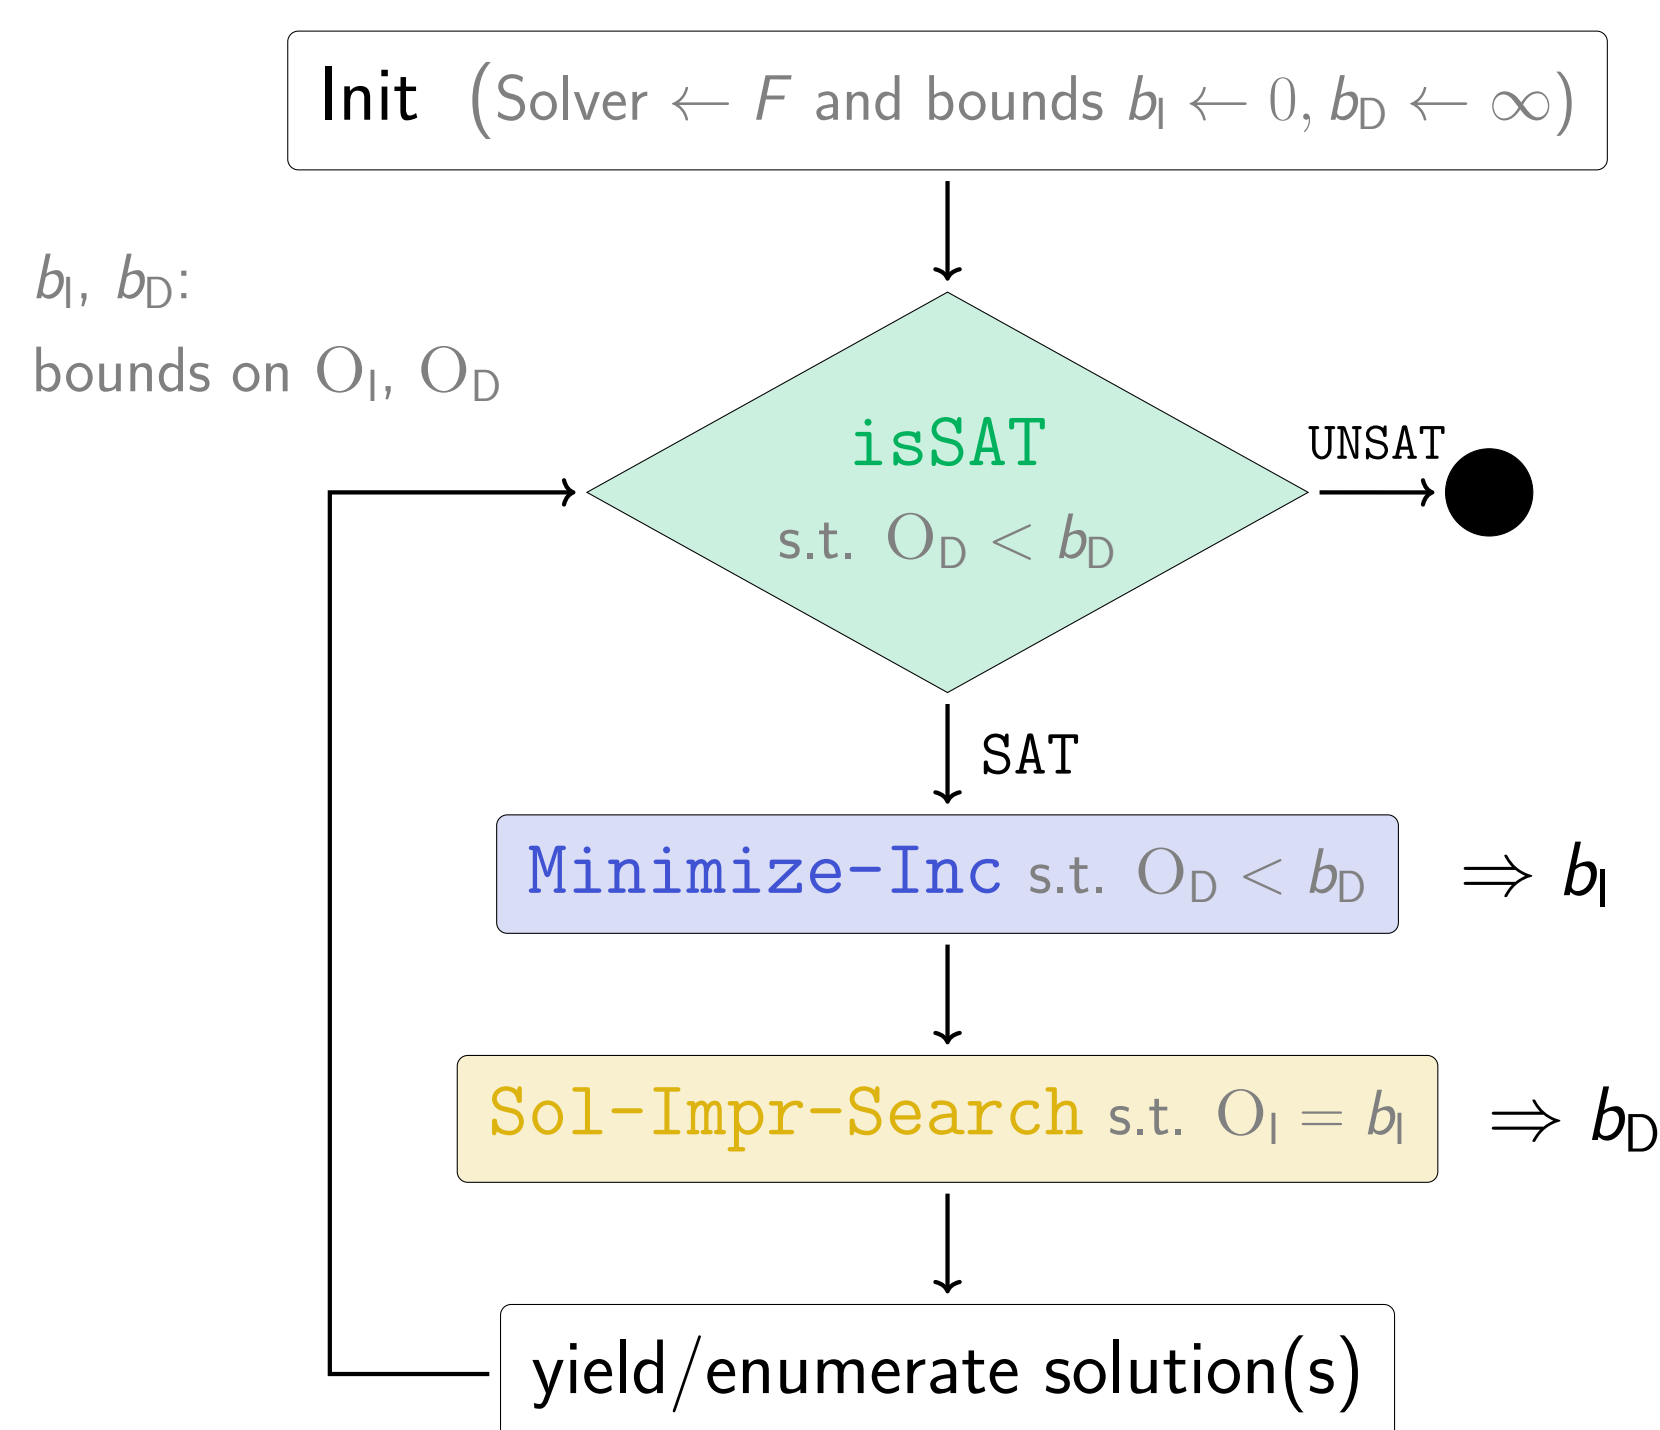 Init (Solver ← F and bounds b_I ← 0, b_D ← ∞)
b_I, b_D:
bounds on O_I, O_D
isSAT
s.t. O_D < b_D
UNSAT
SAT
Minimize-Inc s.t. O_D < b_D ⇒ b_I
Sol-Impr-Search s.t. O_I = b_I ⇒ b_D
yield/enumerate solution(s)